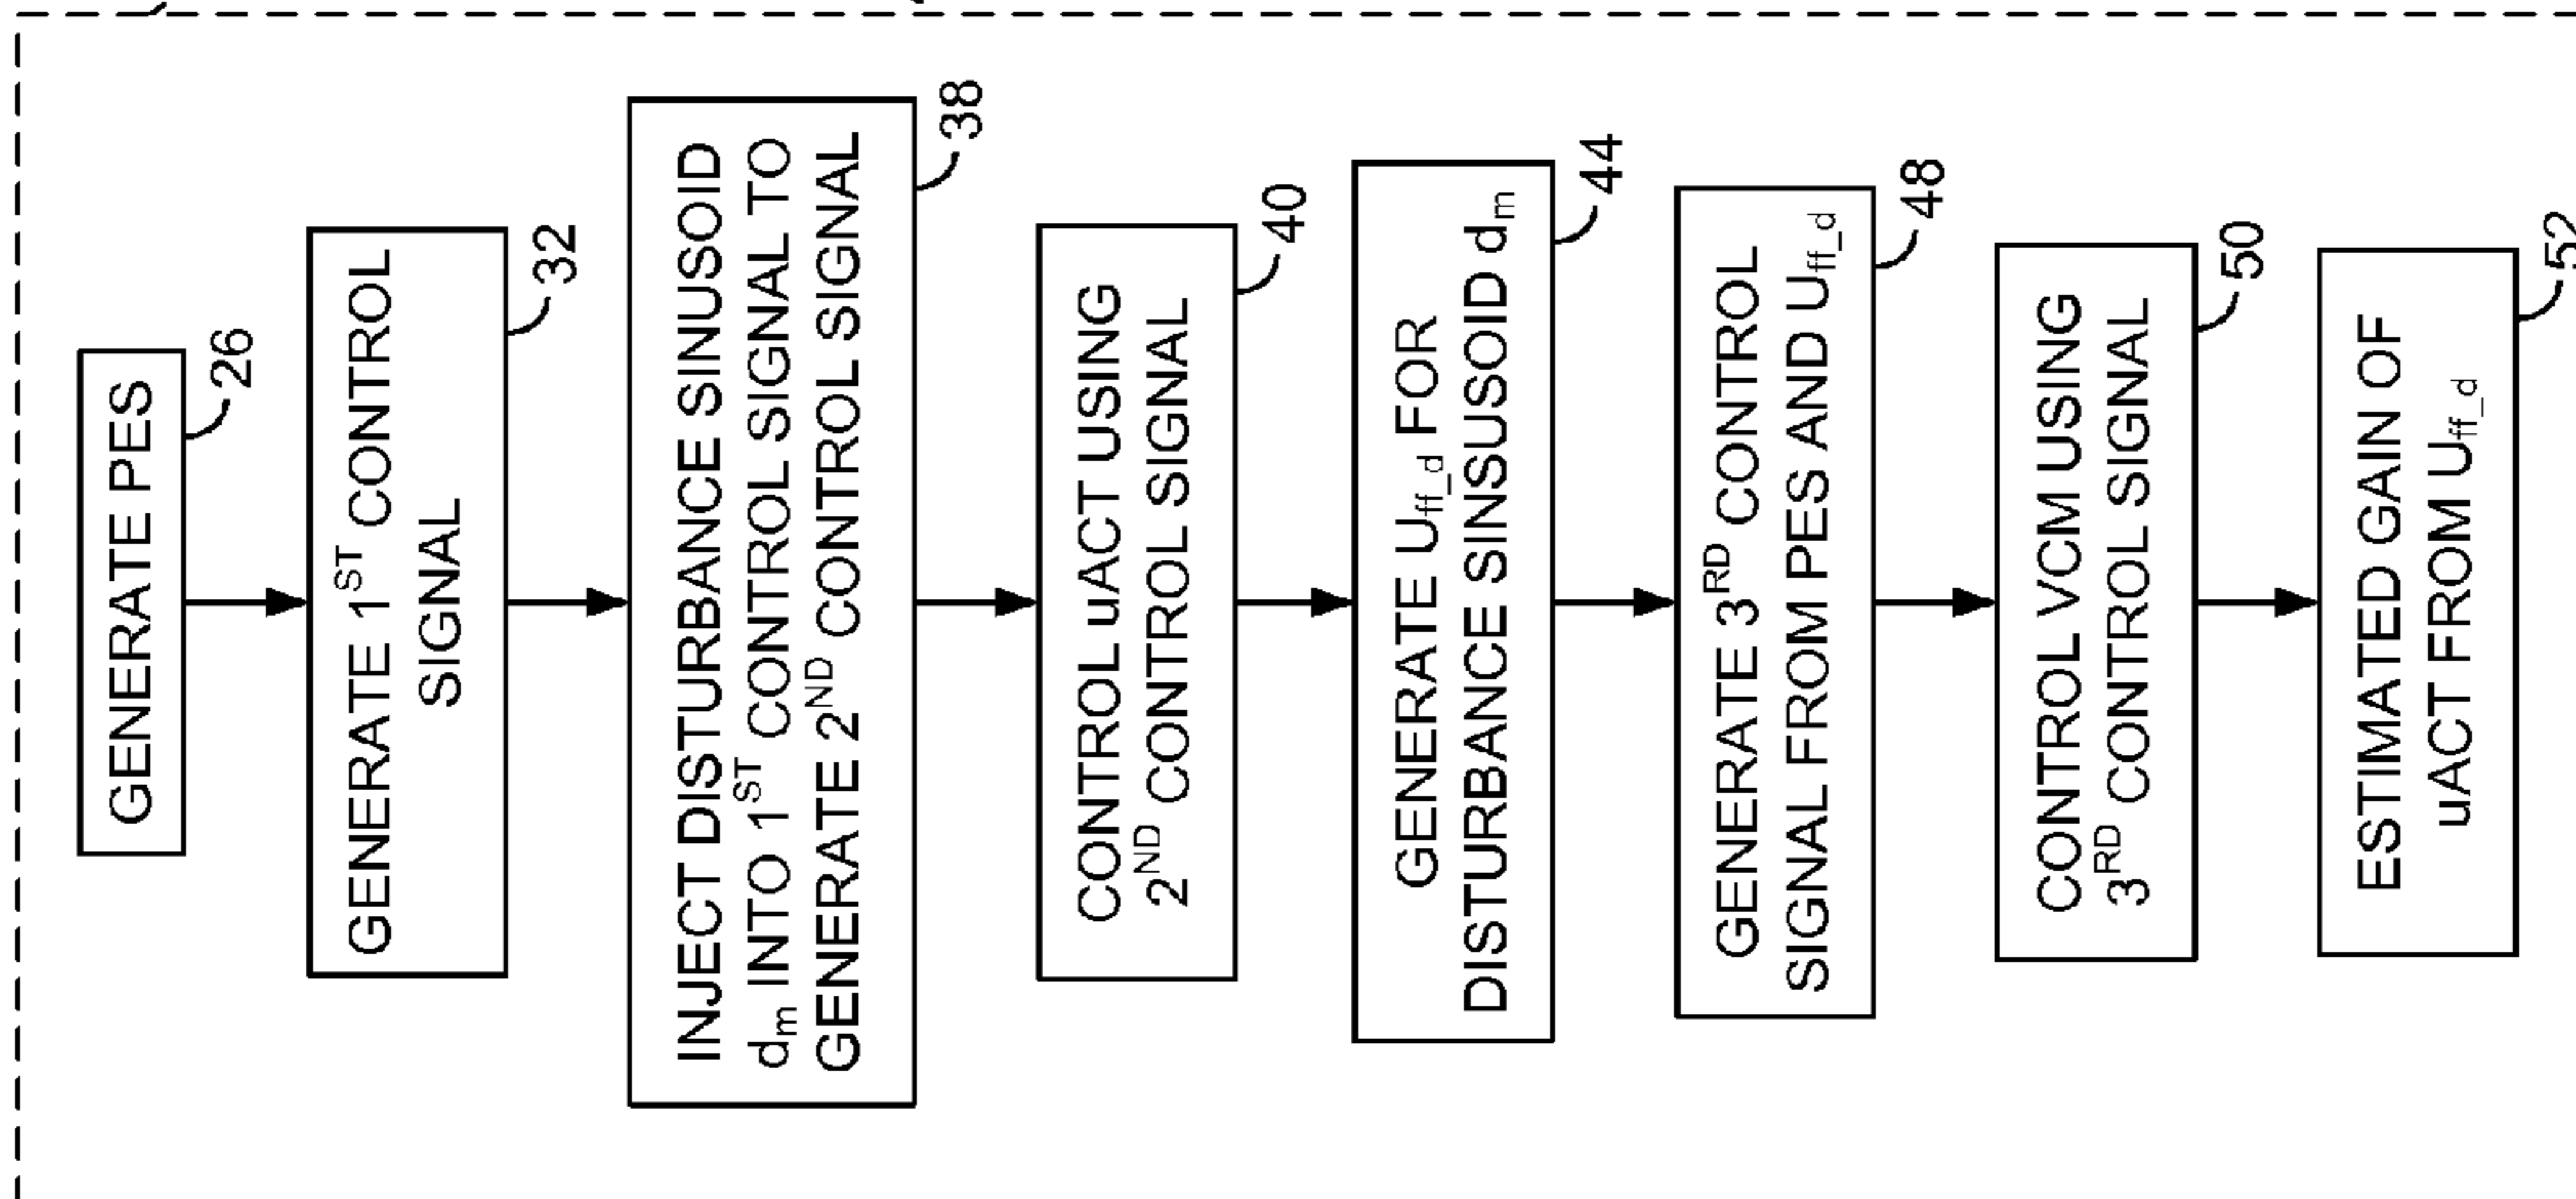 GENERATE PES
26
GENERATE 1ST CONTROL
SIGNAL
32
INJECT DISTURBANCE SINUSOID
dm INTO 1ST CONTROL SIGNAL TO
GENERATE 2ND CONTROL SIGNAL
38
CONTROL uACT USING
2ND CONTROL SIGNAL
40
GENERATE Uff_d FOR
DISTURBANCE SINSUSOID dm
44
GENERATE 3RD CONTROL
SIGNAL FROM PES AND Uff_d
48
CONTROL VCM USING
3RD CONTROL SIGNAL
50
ESTIMATED GAIN OF
uACT FROM Uff_d
52